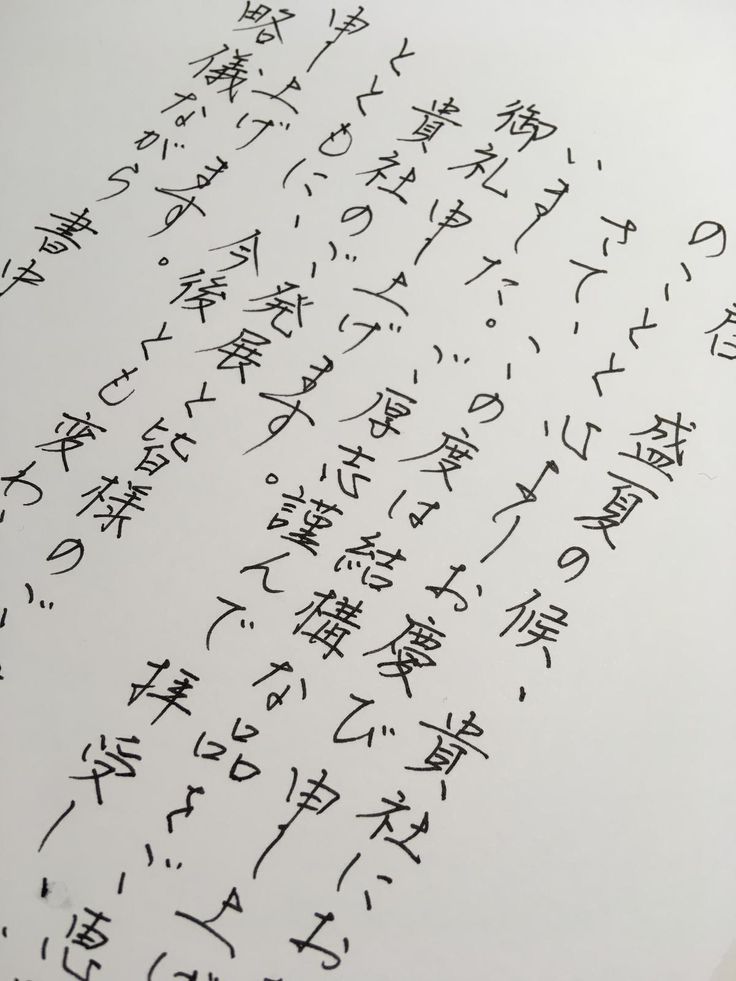 盛夏の候、貴社にお
のことと心よりお慶び申し上げ
さて、この度は結構な品をご恵
いました。ご厚志謹んで拝受し、
御礼申し上げます。
貴社のご発展と皆様のご
とともに、今後とも変わ
申し上げます。
略儀ながら書中